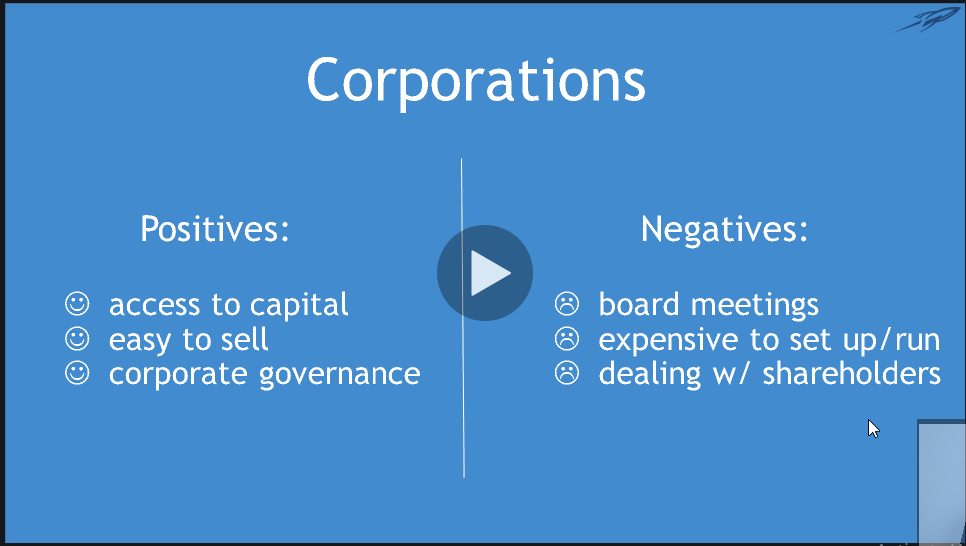 Corporations
Positives:
access to capital
easy to sell
corporate governance
Negatives:
board meetings
expensive to set up/run
dealing w/ shareholders